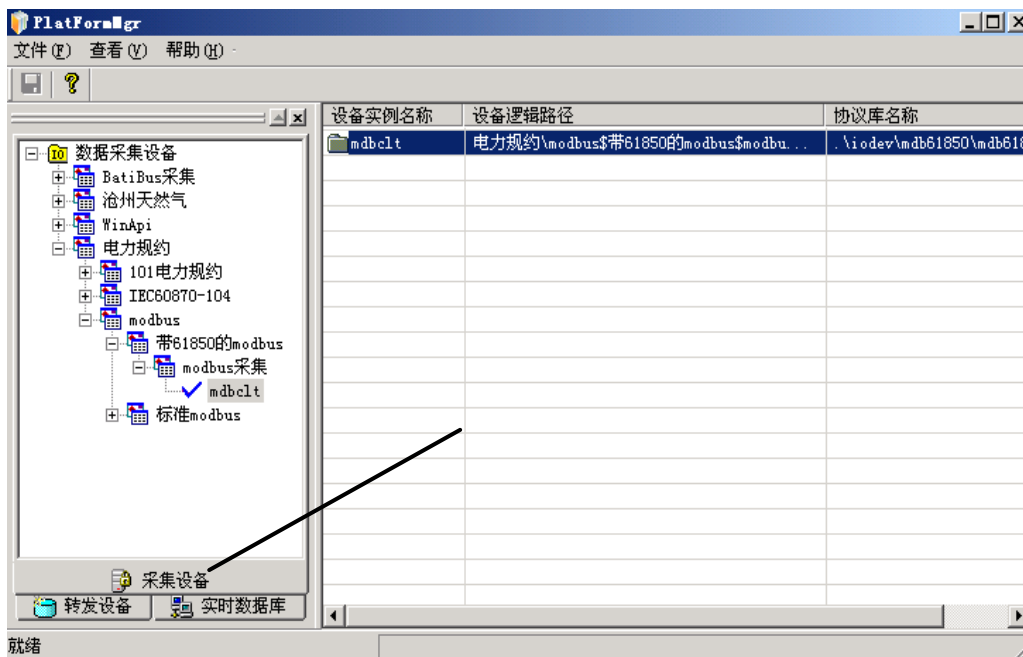 PlatFormMgr
文件(F) 查看(V) 帮助(H)
设备实例名称 设备逻辑路径 协议库名称
mdbclt 电力规约\modbus$带61850的modbus$modbu... .\iodev\mdb61850\mdb618
数据采集设备
BatiBus采集
沧州天然气
WinApi
电力规约
101电力规约
IEC60870-104
modbus
带61850的modbus
modbus采集
mdbclt
标准modbus
采集设备
转发设备 实时数据库
就绪